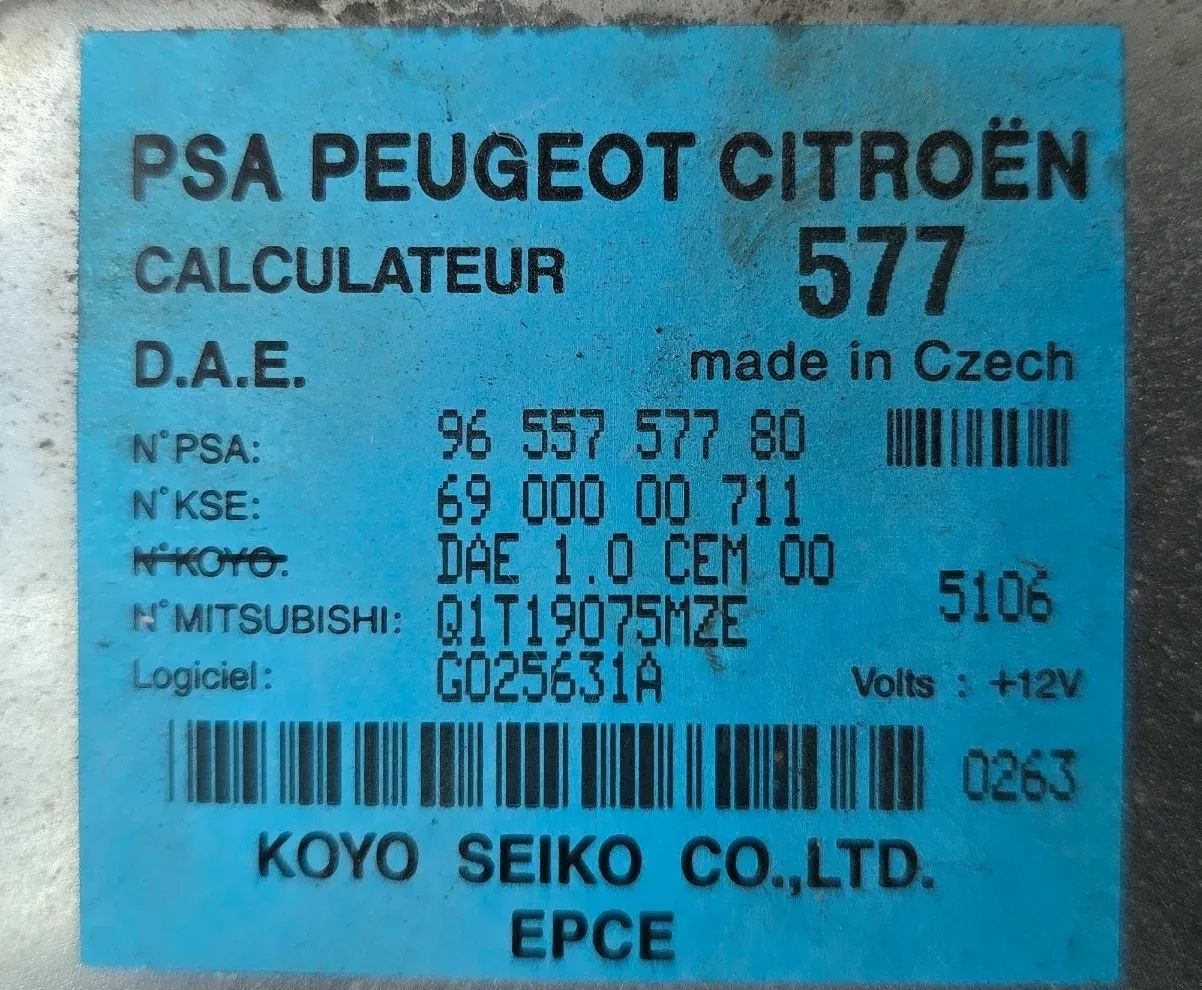 PSA PEUGEOT CITROËN
CALCULATEUR 577
D.A.E. made in Czech
N° PSA: 96 557 577 80
N° KSE: 69 000 00 711
N° KOYO: DAE 1.0 CEM 00
5106
N° MITSUBISHI: Q1T19075MZE
Logiciel: G025631A Volts : +12V
0263
KOYO SEIKO CO.,LTD.
EPCE